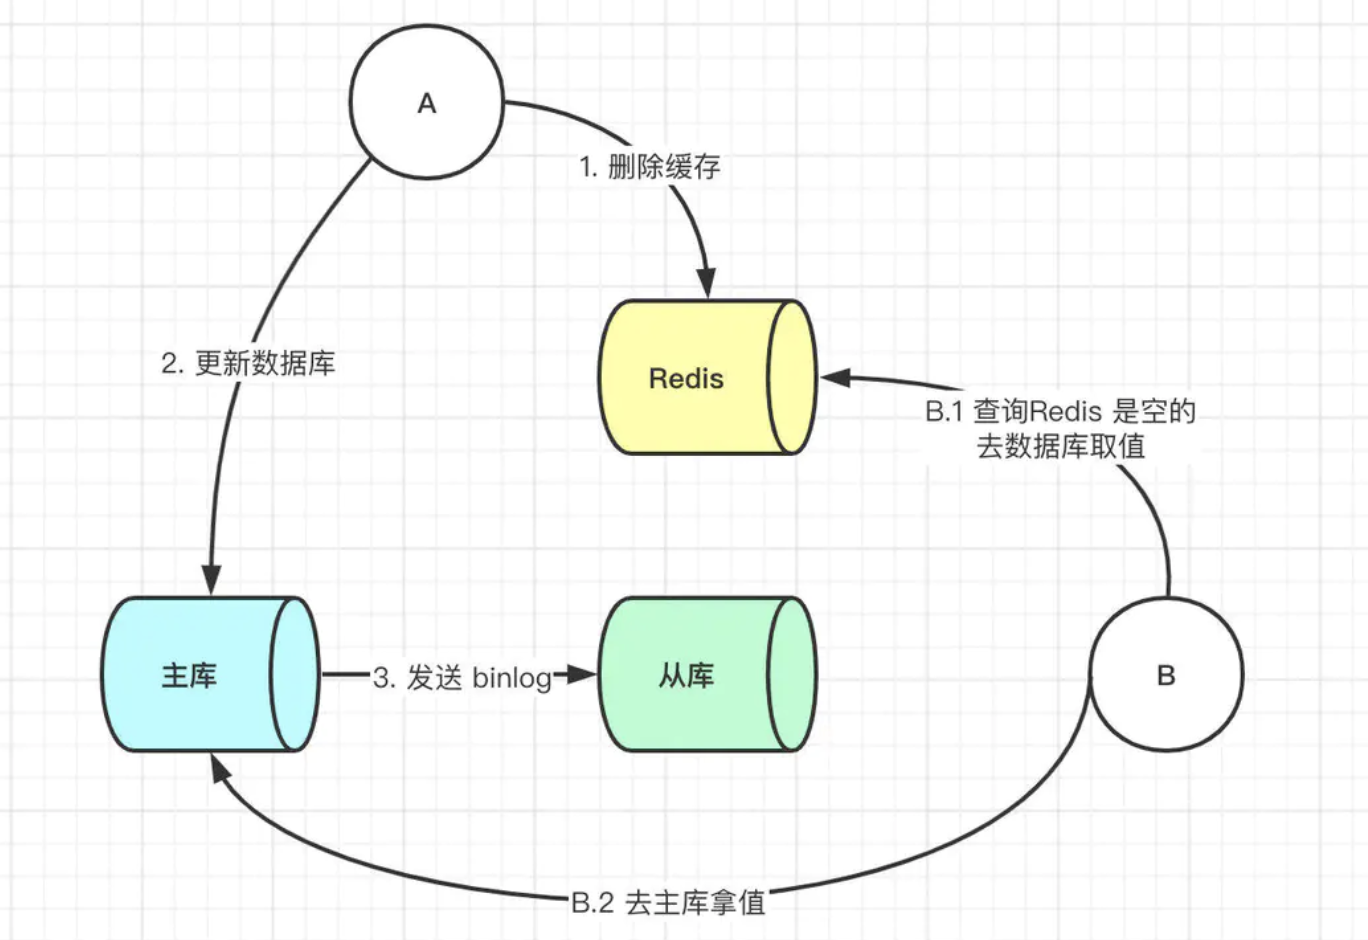 A
1. 删除缓存
2. 更新数据库
Redis
B.1 查询Redis 是空的
去数据库取值
主库
3. 发送 binlog
从库
B
B.2 去主库拿值